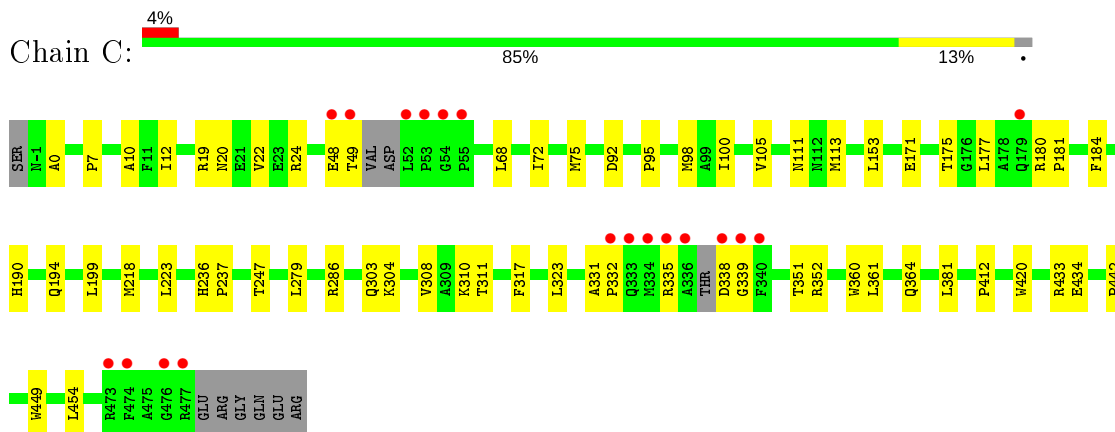 4%
Chain C:
85%
13%
SER N-1 A0 P7 A10 F11 I12 R19 N20 E21 V22 E23 R24 E48 T49 VAL ASP L52 P53 G54 P55 L68 I72 M75 D92 P95 M98 A99 I100 V105 N111 N112 M113 L153 E171 T175 G176 L177 A178 Q179 R180 P181 F184
H190 Q194 L199 M218 L223 H236 P237 T247 L279 R286 Q303 K304 V308 A309 K310 T311 F317 L323 A331 P332 Q333 M334 R335 A336 THR D338 G339 F340 T351 R352 W360 L361 Q364 L381 P412 W420 R433 E434
W449 L454 R473 F474 A475 G476 R477 GLU ARG GLY GLN GLU ARG